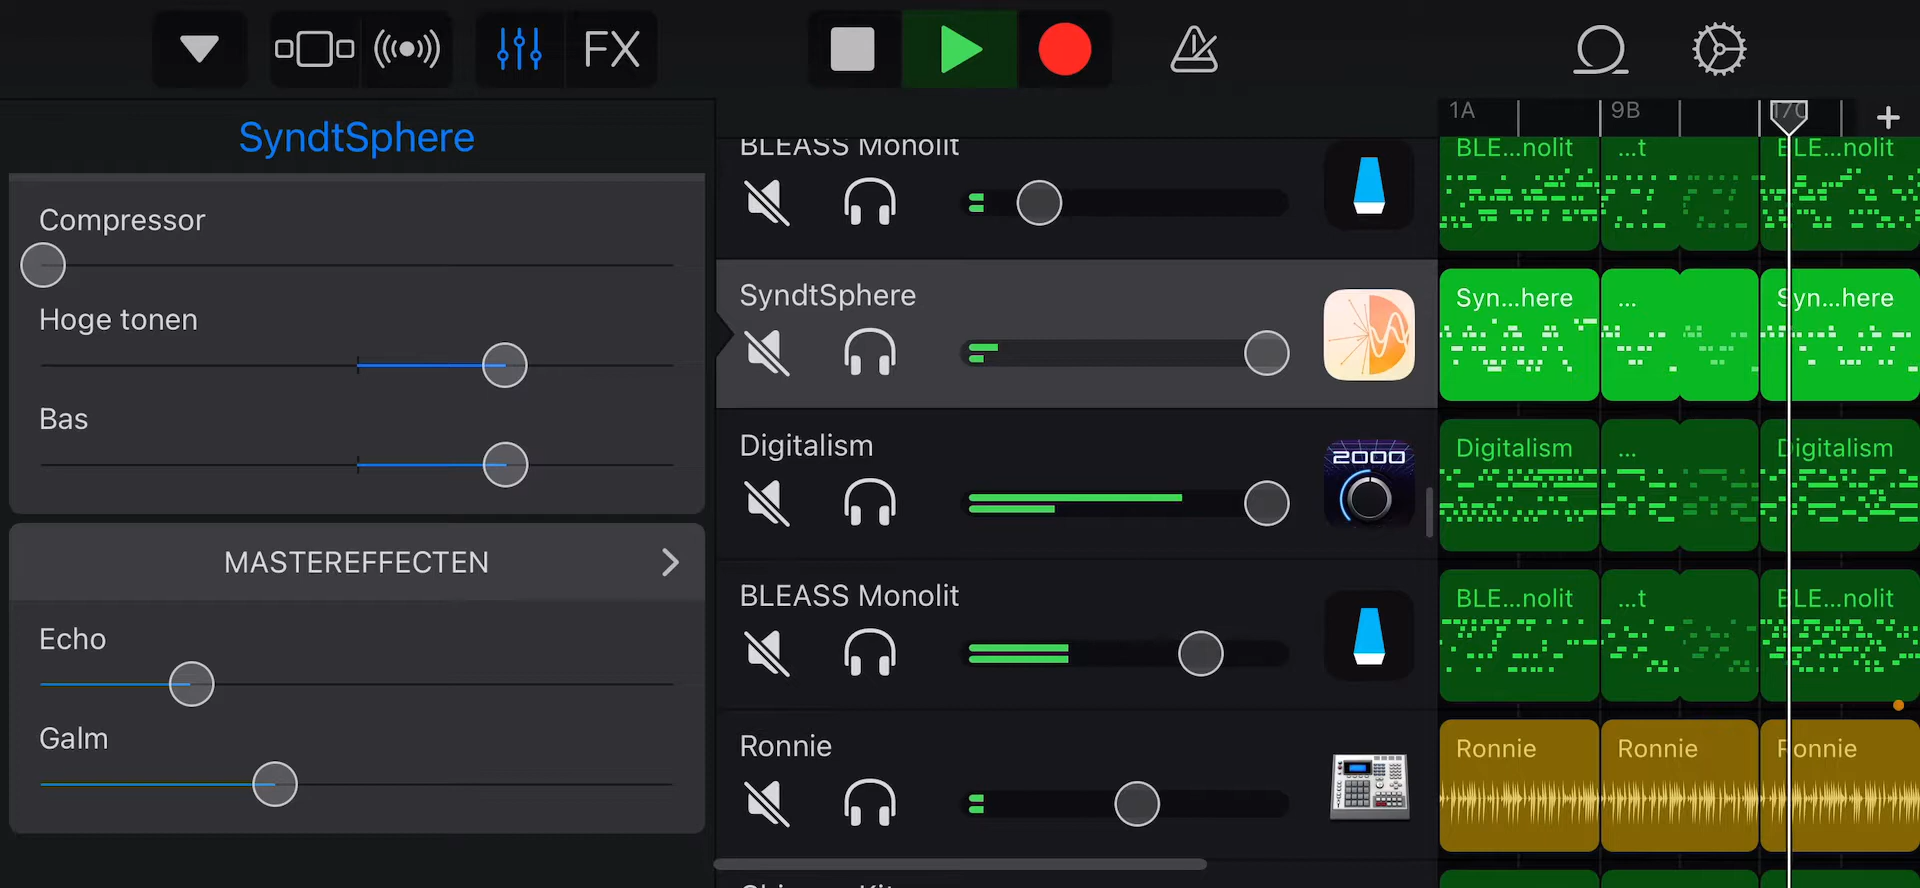 FX
1A
9B
17C
SyndtSphere
Compressor
Hoge tonen
Bas
MASTEREFFECTEN
Echo
Galm
BLEASS Monolit
SyndtSphere
Digitalism
2000
BLEASS Monolit
Ronnie
BLE...nolit
...t
BLE...nolit
Syn...here
...
Syn...here
Digitalism
...
Digitalism
BLE...nolit
...t
BLE...nolit
Ronnie
Ronnie
Ronnie